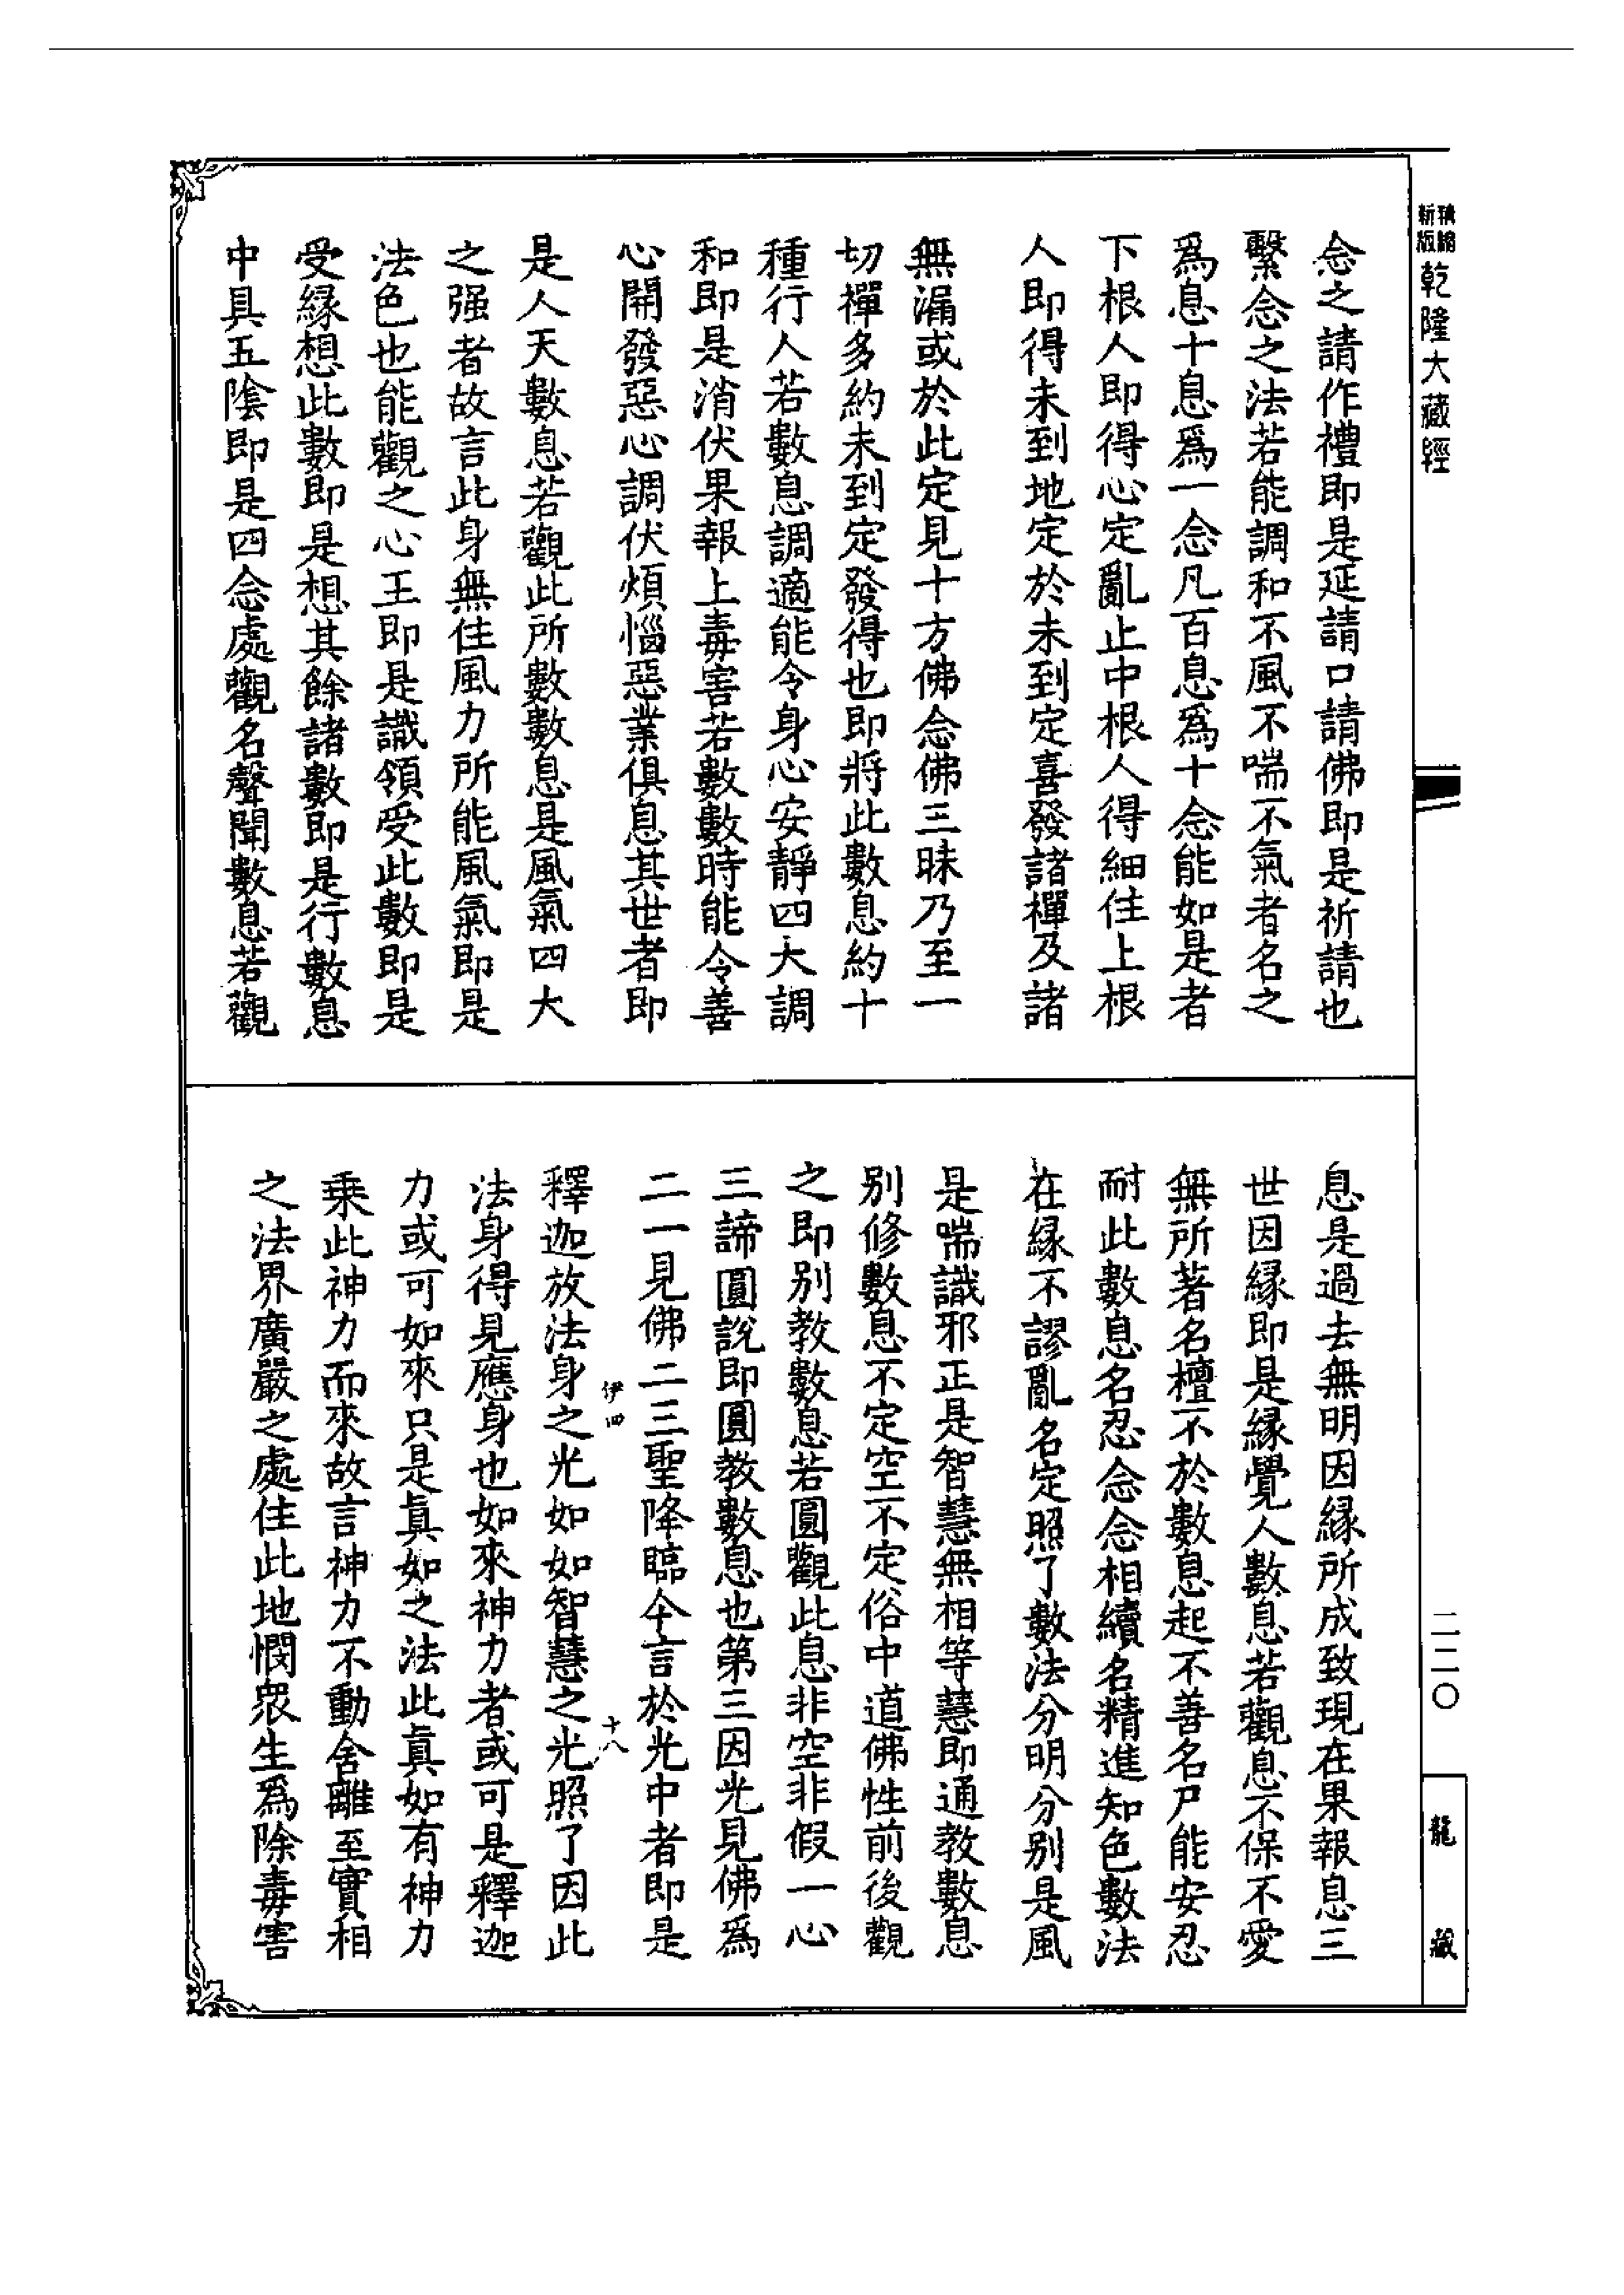 精縮新版乾隆大藏經
念之請作禮即是延請口請佛即是祈請也
繫念之法若能調和不風不喘不氣者名之
爲息十息爲一念凡百息爲十念能如是者
下根人即得心定亂止中根人得細住上根
人即得未到地定於未到定喜發諸禪及諸
無漏或於此定見十方佛念佛三昧乃至一
切禪多約未到定發得也即將此數息約十
種行人若數息調適能令身心安靜四大調
和即是消伏果報上毒害若數數時能令善
心開發惡心調伏煩惱惡業俱息其世者即
是人天數息若觀此所數數息是風氣四大
之强者故言此身無住風力所能風氣即是
法色也能觀之心王即是識領受此數即是
受緣想此數即是想其餘諸數即是行數息
中具五陰即是四念處觀名聲聞數息若觀
息是過去無明因緣所成致現在果報息三
世因緣即是緣覺人數息若觀息不保不愛
無所著名檀不於數息起不善名尸能安忍
耐此數息名忍念念相續名精進知色數法
在緣不謬亂名定照了數法分明分别是風
是喘識邪正是智慧無相等慧即通教數息
别修數息不定空不定俗中道佛性前後觀
之即别教數息若圓觀此息非空非假一心
三諦圓說即圓教數息也第三因光見佛爲
二一見佛二三聖降臨今言於光中者即是
伊四
十八
釋迦放法身之光如如智慧之光照了因此
法身得見應身也如來神力者或可是釋迦
力或可如來只是真如之法此真如有神力
乘此神力而來故言神力不動舍離至實相
之法界廣嚴之處住此地憫衆生爲除毒害
二二〇
龍藏